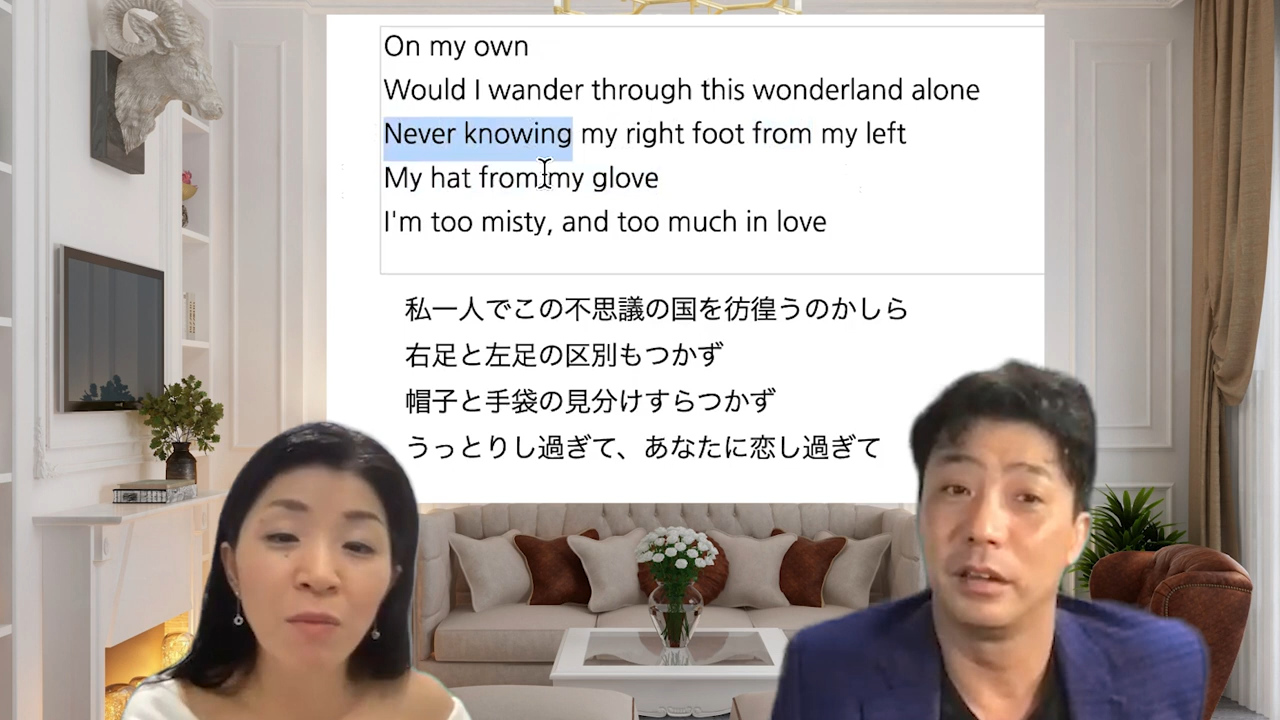 On my own
Would I wander through this wonderland alone
Never knowing my right foot from my left
My hat from my glove
I'm too misty, and too much in love
私一人でこの不思議の国を彷徨うのかしら
右足と左足の区別もつかず
帽子と手袋の見分けすらつかず
うっとりし過ぎて、あなたに恋し過ぎて